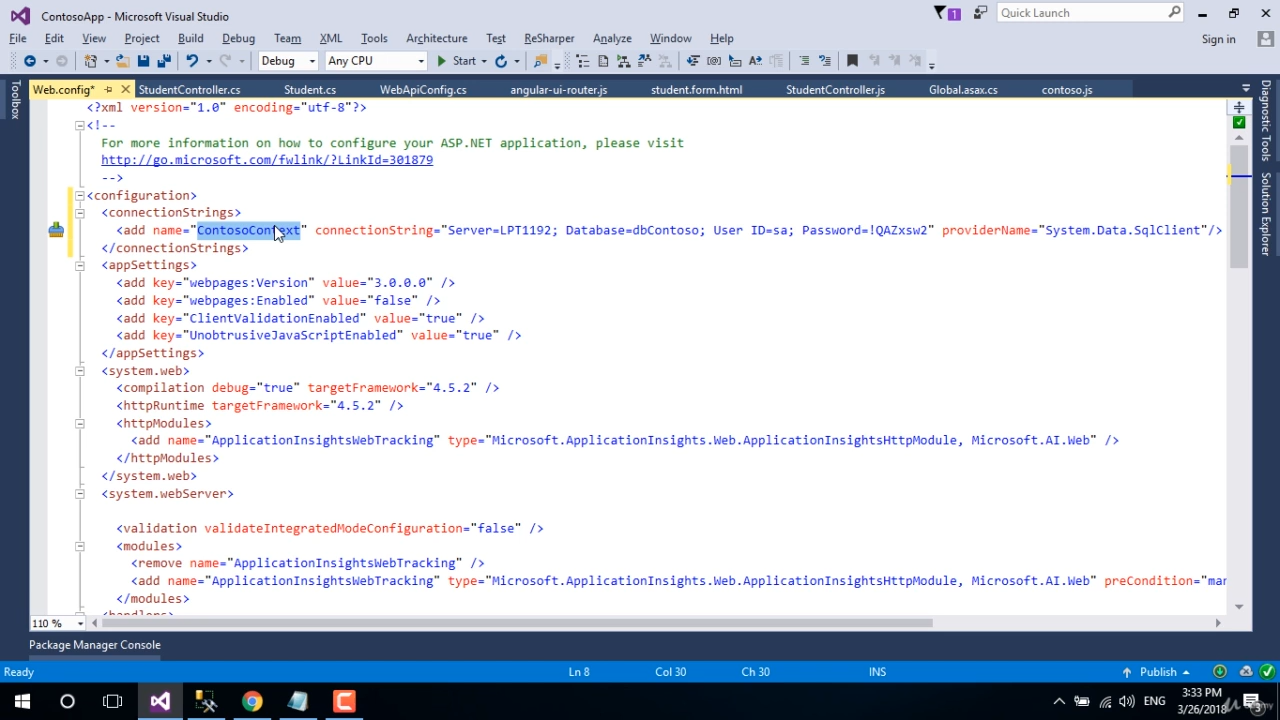 ContosoApp - Microsoft Visual Studio
1
Quick Launch
File Edit View Project Build Debug Team XML Tools Architecture Test ReSharper Analyze Window Help
Sign in
Debug Any CPU Start
Web.config* StudentController.cs Student.cs WebApiConfig.cs angular-ui-router.js student.form.html StudentController.js Global.asax.cs contoso.js
Toolbox
<?xml version="1.0" encoding="utf-8"?>
<!--
For more information on how to configure your ASP.NET application, please visit
http://go.microsoft.com/fwlink/?LinkId=301879
-->
<configuration>
<connectionStrings>
<add name="ContosoContext" connectionString="Server=LPT1192; Database=dbContoso; User ID=sa; Password=!QAZxsw2" providerName="System.Data.SqlClient"/>
</connectionStrings>
<appSettings>
<add key="webpages:Version" value="3.0.0.0" />
<add key="webpages:Enabled" value="false" />
<add key="ClientValidationEnabled" value="true" />
<add key="UnobtrusiveJavaScriptEnabled" value="true" />
</appSettings>
<system.web>
<compilation debug="true" targetFramework="4.5.2" />
<httpRuntime targetFramework="4.5.2" />
<httpModules>
<add name="ApplicationInsightsWebTracking" type="Microsoft.ApplicationInsights.Web.ApplicationInsightsHttpModule, Microsoft.AI.Web" />
</httpModules>
</system.web>
<system.webServer>
<validation validateIntegratedModeConfiguration="false" />
<modules>
<remove name="ApplicationInsightsWebTracking" />
<add name="ApplicationInsightsWebTracking" type="Microsoft.ApplicationInsights.Web.ApplicationInsightsHttpModule, Microsoft.AI.Web" preCondition="man
</modules>
<handlers>
Diagnostic Tools
Solution Explorer
110 %
Package Manager Console
Ready Ln 8 Col 30 Ch 30 INS Publish
ENG
3:33 PM
3/26/2018
3